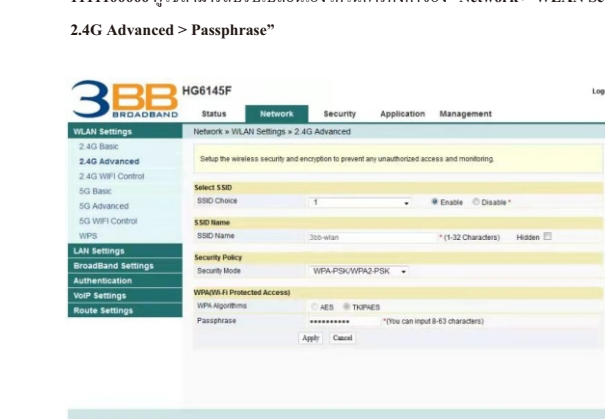 2.4G Advanced > Passphrase”
3BB
BROADBAND
HG6145F
Log
Status Network Security Application Management
WLAN Settings
Network » WLAN Settings » 2.4G Advanced
2.4G Basic
2.4G Advanced
2.4G WIFI Control
5G Basic
5G Advanced
5G WIFI Control
WPS
LAN Settings
BroadBand Settings
Authentication
VoIP Settings
Route Settings
Setup the wireless security and encryption to prevent any unauthorized access and monitoring.
Select SSID
SSID Choice 1 Enable Disable *
SSID Name
SSID Name 3bb-wlan * (1-32 Characters) Hidden
Security Policy
Security Mode WPA-PSK/WPA2-PSK
WPA(Wi-Fi Protected Access)
WPA Algorithms AES TKIPAES
Passphrase •••••••••• *(You can input 8-63 characters)
Apply Cancel